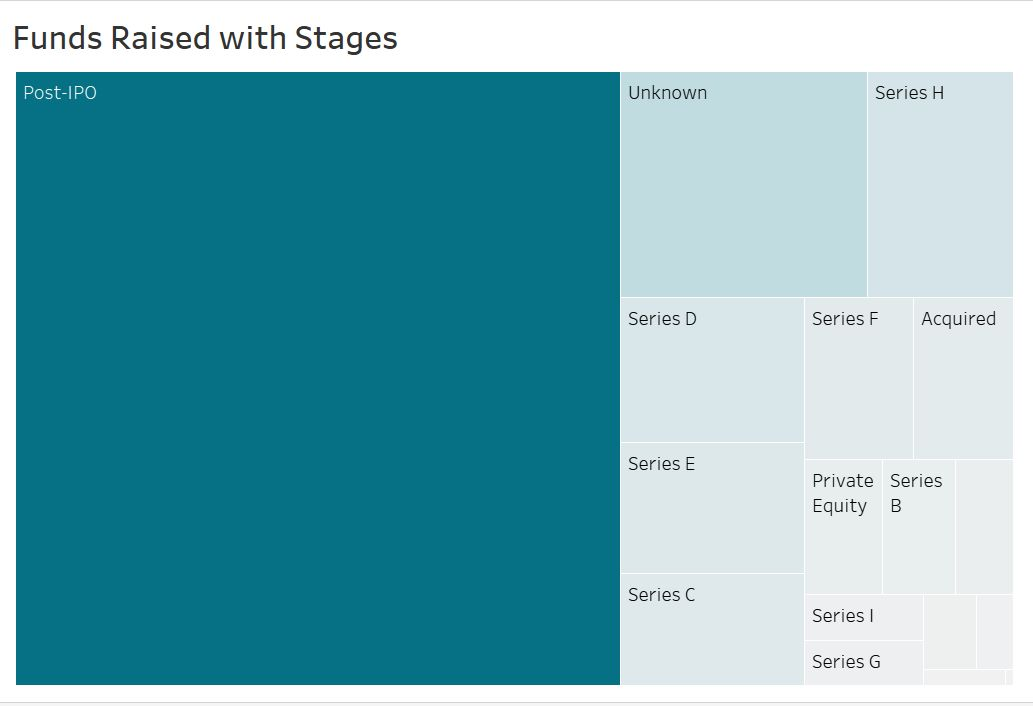 Funds Raised with Stages
Post-IPO
Unknown
Series H
Series D
Series F
Acquired
Series E
Private
Equity
Series
B
Series C
Series I
Series G